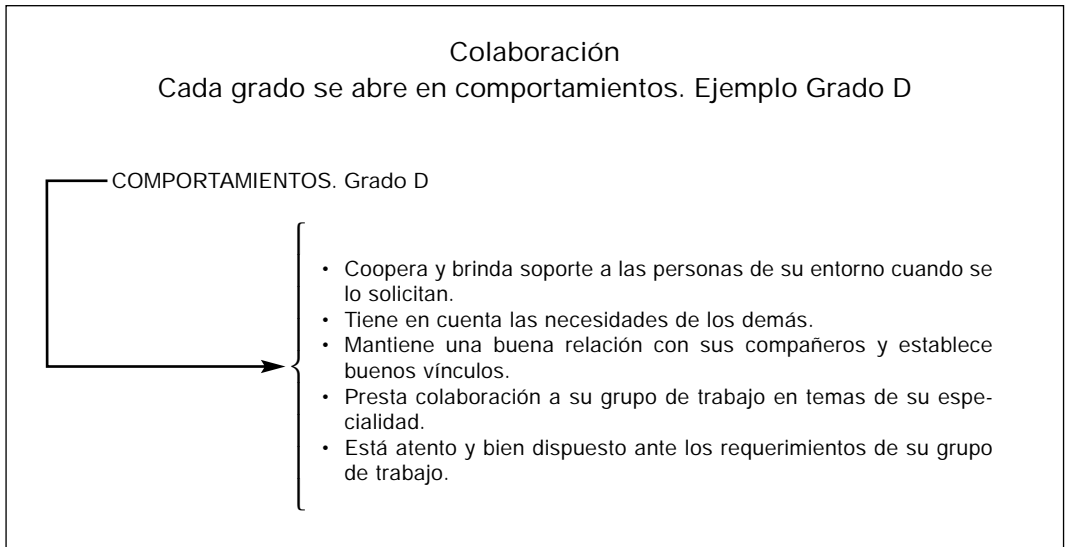 Colaboración
Cada grado se abre en comportamientos. Ejemplo Grado D
COMPORTAMIENTOS. Grado D
• Coopera y brinda soporte a las personas de su entorno cuando se
lo solicitan.
• Tiene en cuenta las necesidades de los demás.
• Mantiene una buena relación con sus compañeros y establece
buenos vínculos.
• Presta colaboración a su grupo de trabajo en temas de su espe-
cialidad.
• Está atento y bien dispuesto ante los requerimientos de su grupo
de trabajo.